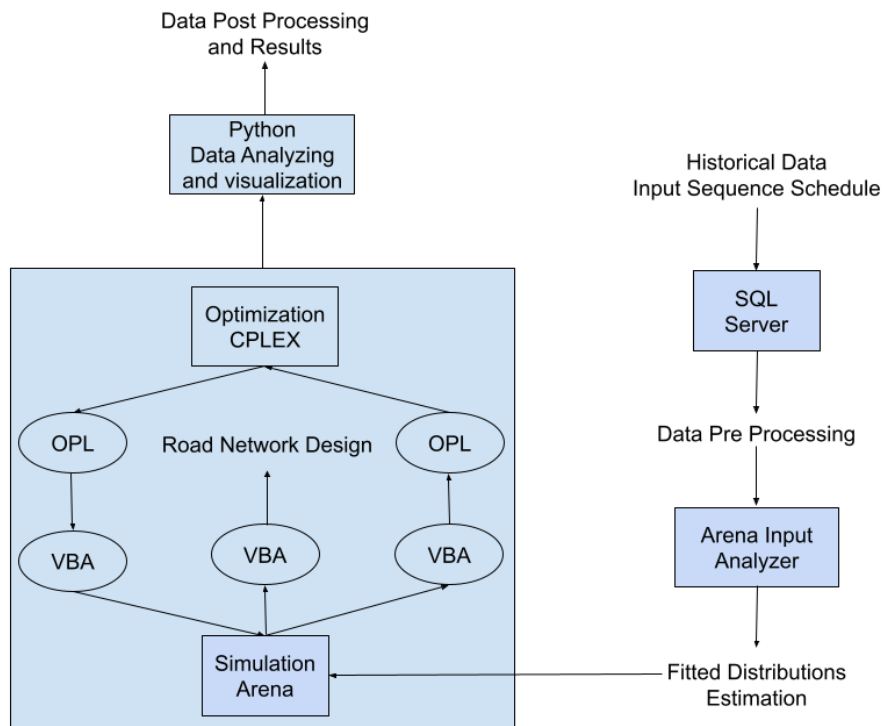 Data Post Processing
and Results
Python
Data Analyzing
and visualization
Historical Data
Input Sequence Schedule
SQL
Server
Optimization
CPLEX
OPL
Road Network Design
OPL
Data Pre Processing
VBA
VBA
VBA
Arena Input
Analyzer
Simulation
Arena
Fitted Distributions
Estimation